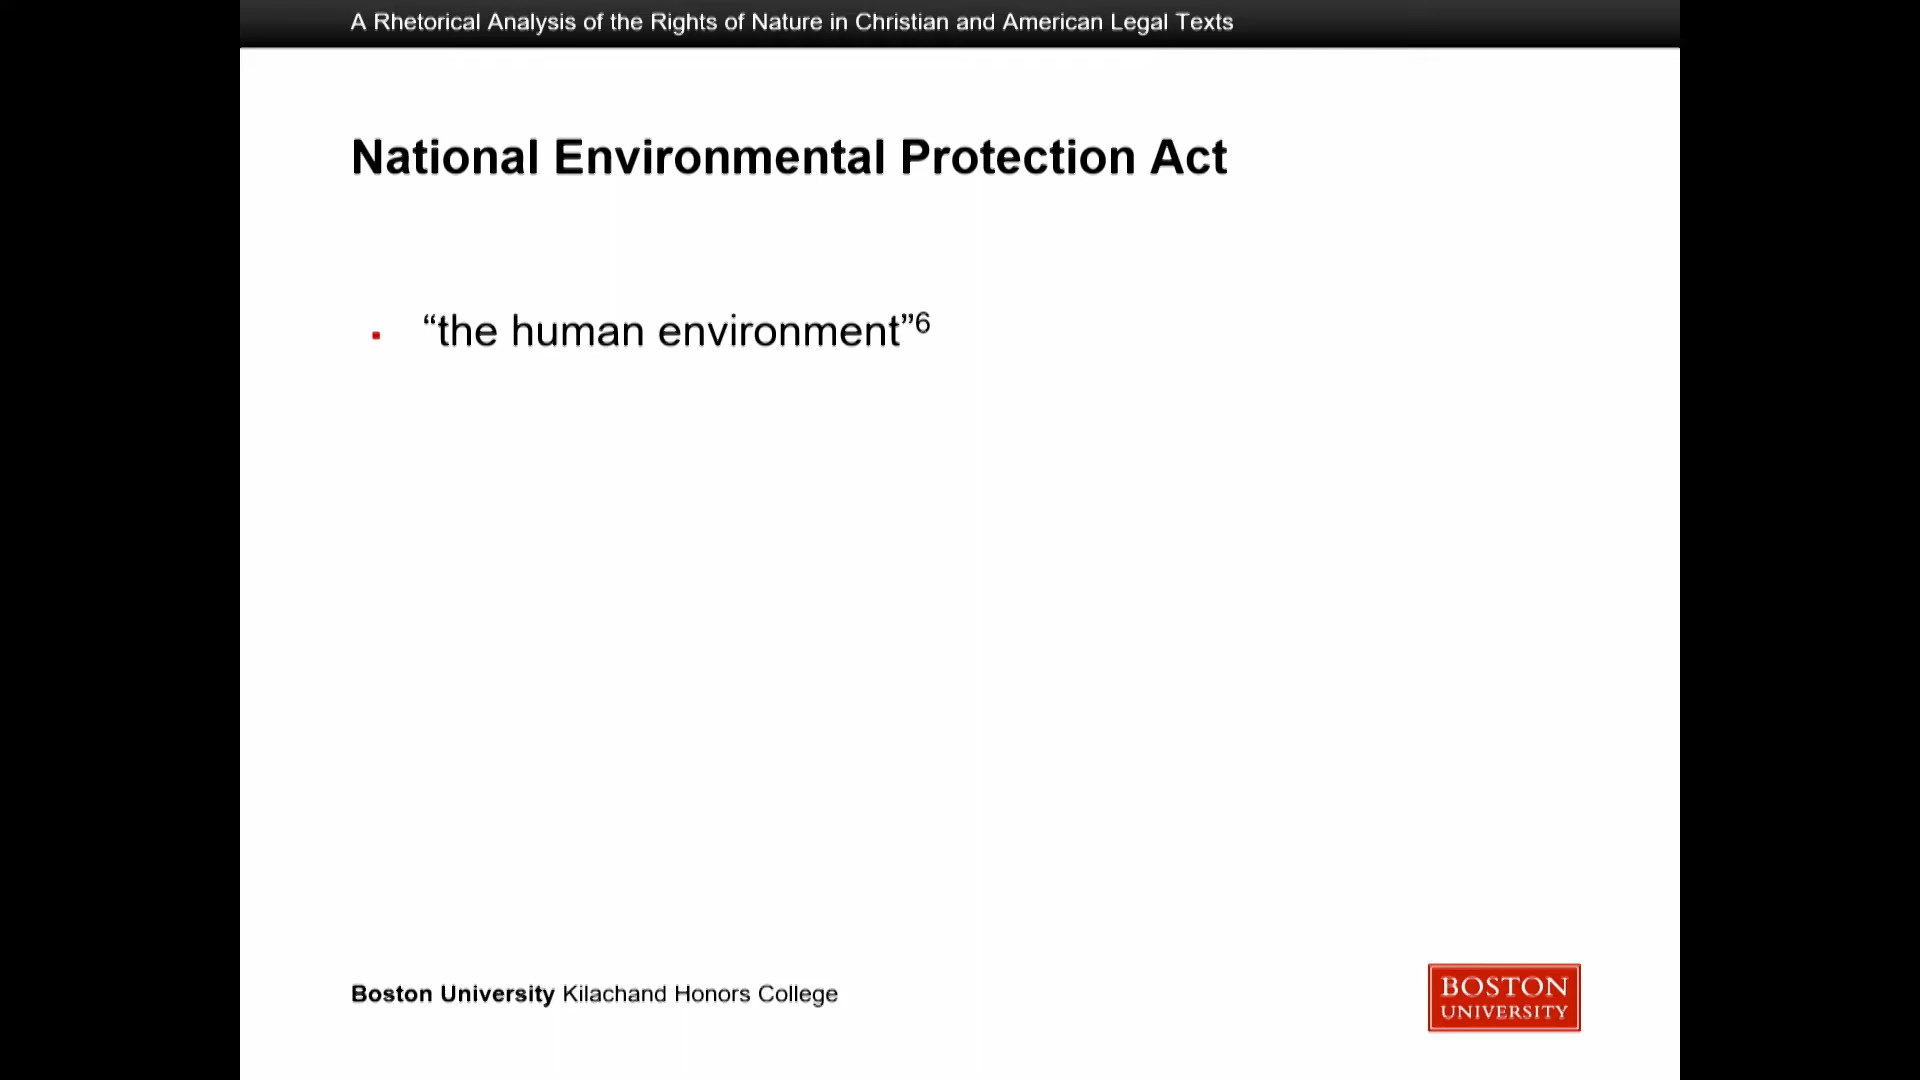 A Rhetorical Analysis of the Rights of Nature in Christian and American Legal Texts
National Environmental Protection Act
▪ “the human environment”⁶
Boston University Kilachand Honors College
BOSTON
UNIVERSITY